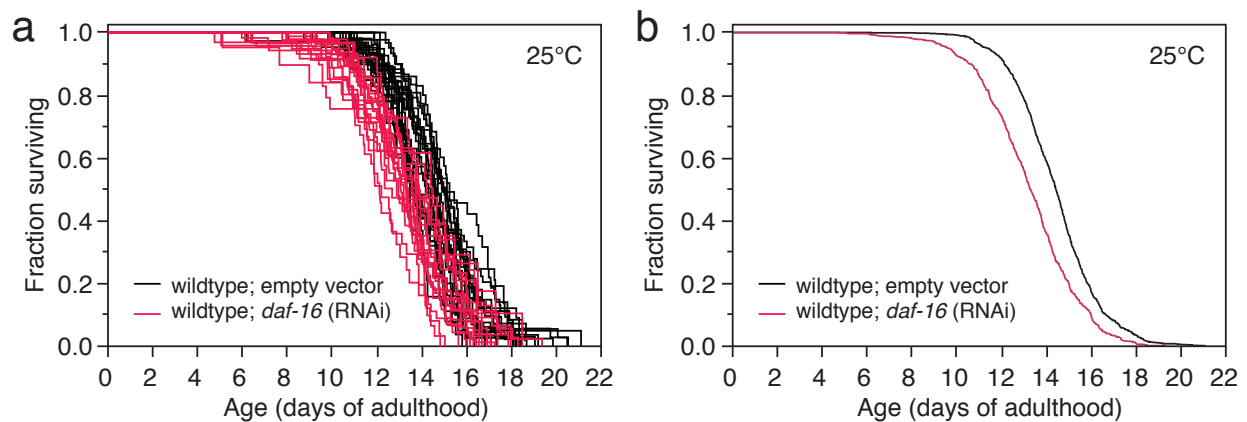 a
1.0
0.8
0.6
0.4
0.2
0.0
Fraction surviving
25°C
wildtype; empty vector
wildtype; daf-16 (RNAi)
0 2 4 6 8 10 12 14 16 18 20 22
Age (days of adulthood)
b
1.0
0.8
0.6
0.4
0.2
0.0
Fraction surviving
25°C
wildtype; empty vector
wildtype; daf-16 (RNAi)
0 2 4 6 8 10 12 14 16 18 20 22
Age (days of adulthood)